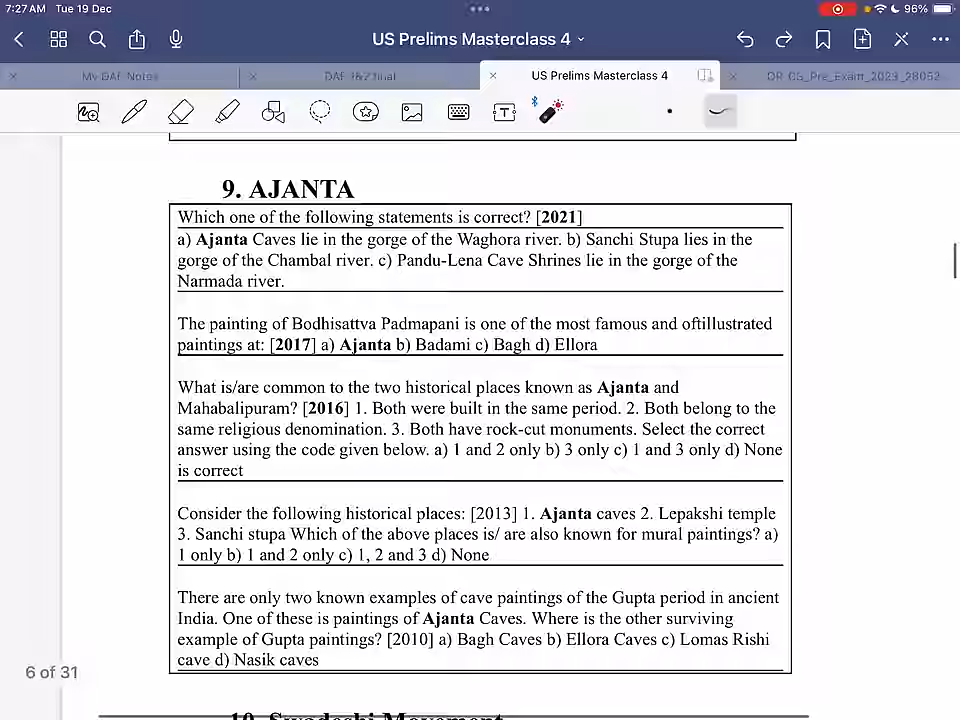 7:27 AM Tue 19 Dec
96%
US Prelims Masterclass 4
My DAF Notes
DAF 1&2 final
US Prelims Masterclass 4
QP_CS_Pre_Exam_2023_28052...
9. AJANTA
Which one of the following statements is correct? [2021]
a) Ajanta Caves lie in the gorge of the Waghora river. b) Sanchi Stupa lies in the
gorge of the Chambal river. c) Pandu-Lena Cave Shrines lie in the gorge of the
Narmada river.
The painting of Bodhisattva Padmapani is one of the most famous and oftillustrated
paintings at: [2017] a) Ajanta b) Badami c) Bagh d) Ellora
What is/are common to the two historical places known as Ajanta and
Mahabalipuram? [2016] 1. Both were built in the same period. 2. Both belong to the
same religious denomination. 3. Both have rock-cut monuments. Select the correct
answer using the code given below. a) 1 and 2 only b) 3 only c) 1 and 3 only d) None
is correct
Consider the following historical places: [2013] 1. Ajanta caves 2. Lepakshi temple
3. Sanchi stupa Which of the above places is/ are also known for mural paintings? a)
1 only b) 1 and 2 only c) 1, 2 and 3 d) None
There are only two known examples of cave paintings of the Gupta period in ancient
India. One of these is paintings of Ajanta Caves. Where is the other surviving
example of Gupta paintings? [2010] a) Bagh Caves b) Ellora Caves c) Lomas Rishi
cave d) Nasik caves
6 of 31
10. Swadeshi Movement